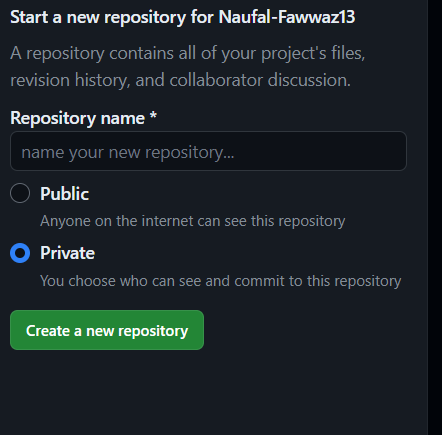 Start a new repository for Naufal-Fawwaz13
A repository contains all of your project's files,
revision history, and collaborator discussion.
Repository name *
name your new repository...
Public
Anyone on the internet can see this repository
Private
You choose who can see and commit to this repository
Create a new repository